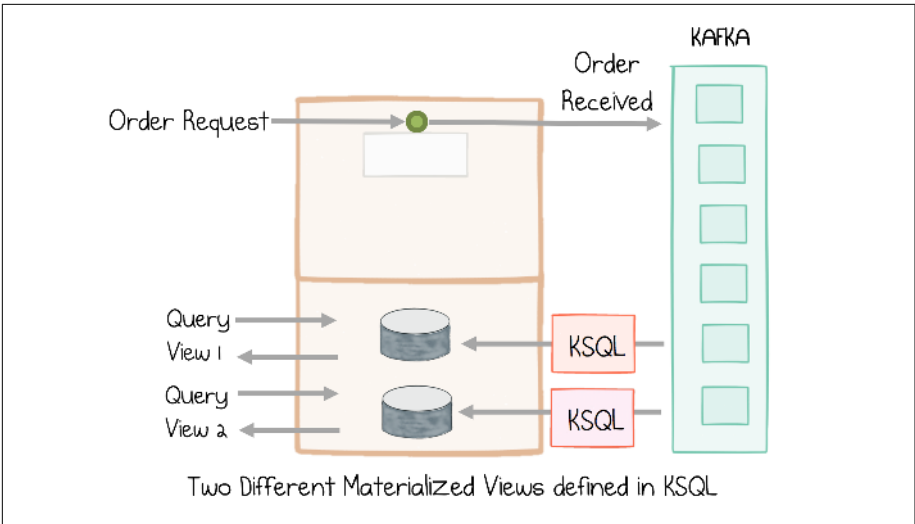 KAFKA
Order
Received
Order Request
Query
View 1
Query
View 2
KSQL
KSQL
Two Different Materialized Views defined in KSQL